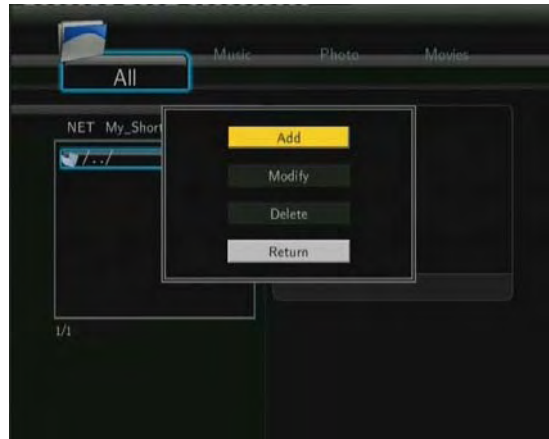 Music Photo Movies
All
NET My_Short
/../
Add
Modify
Delete
Return
1/1